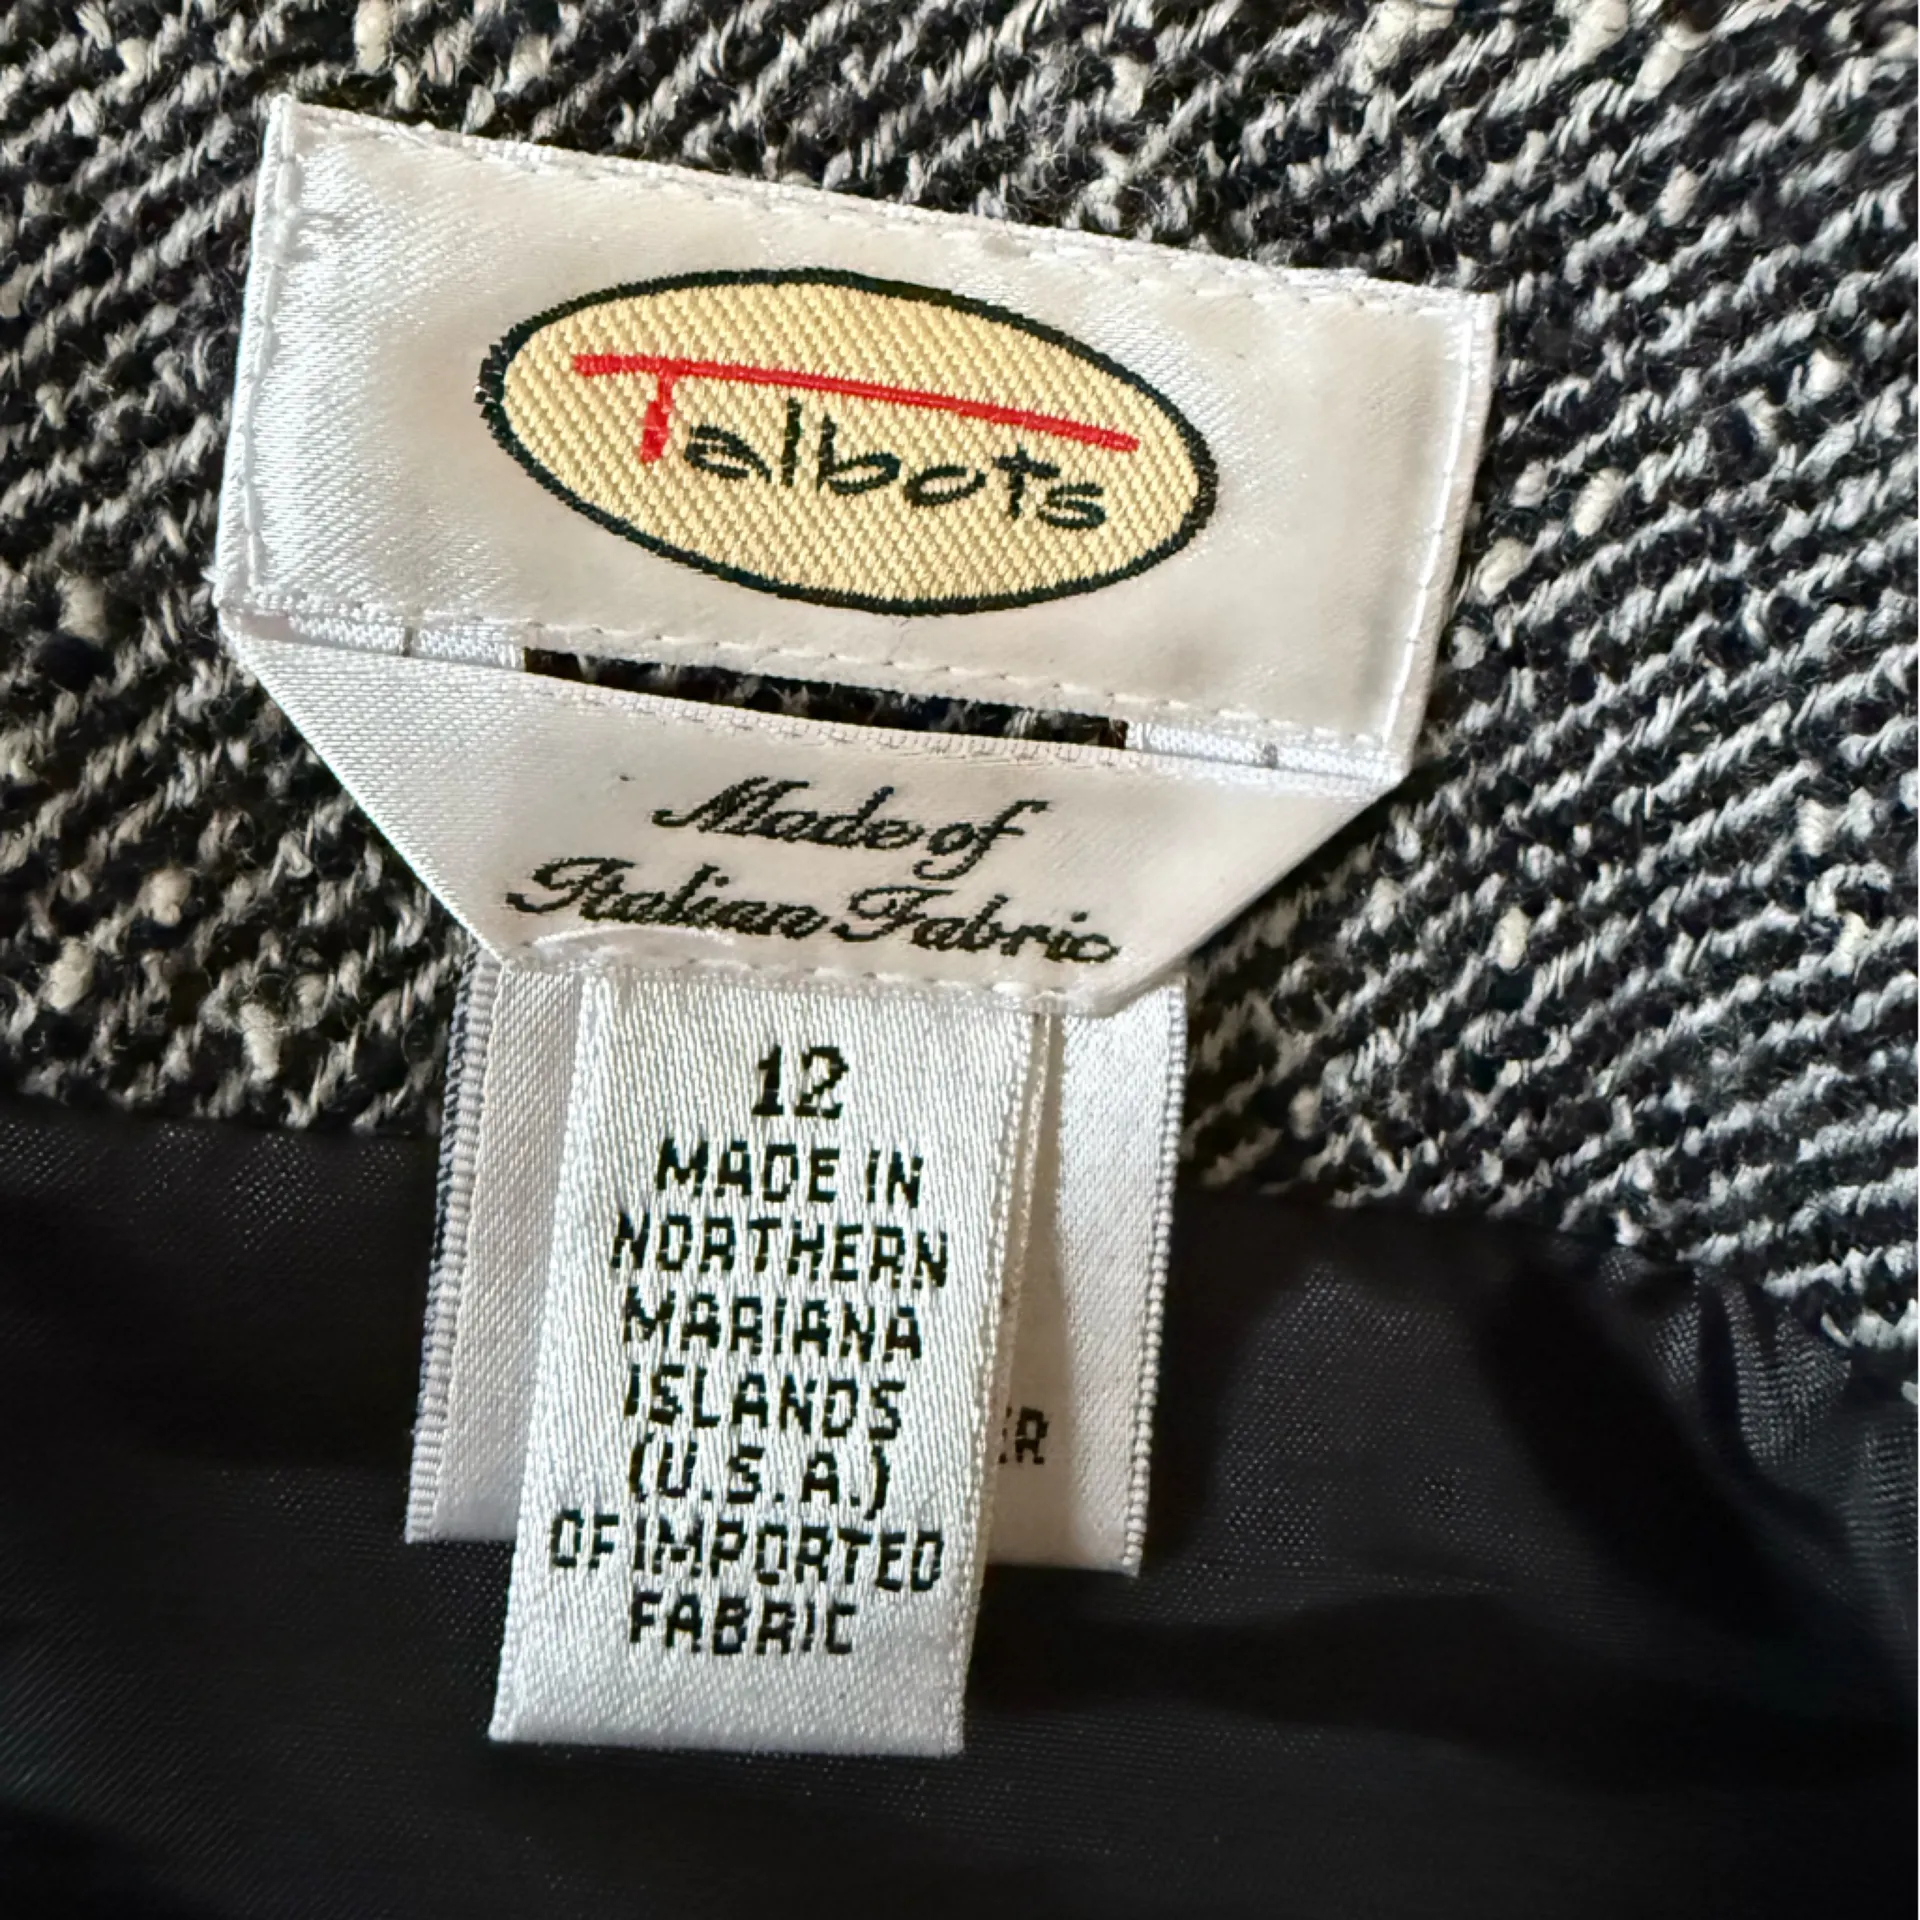 Talbots
Made of
Italian Fabric
12
MADE IN
NORTHERN
MARIANA
ISLANDS
(U.S.A.)
OF IMPORTED
FABRIC